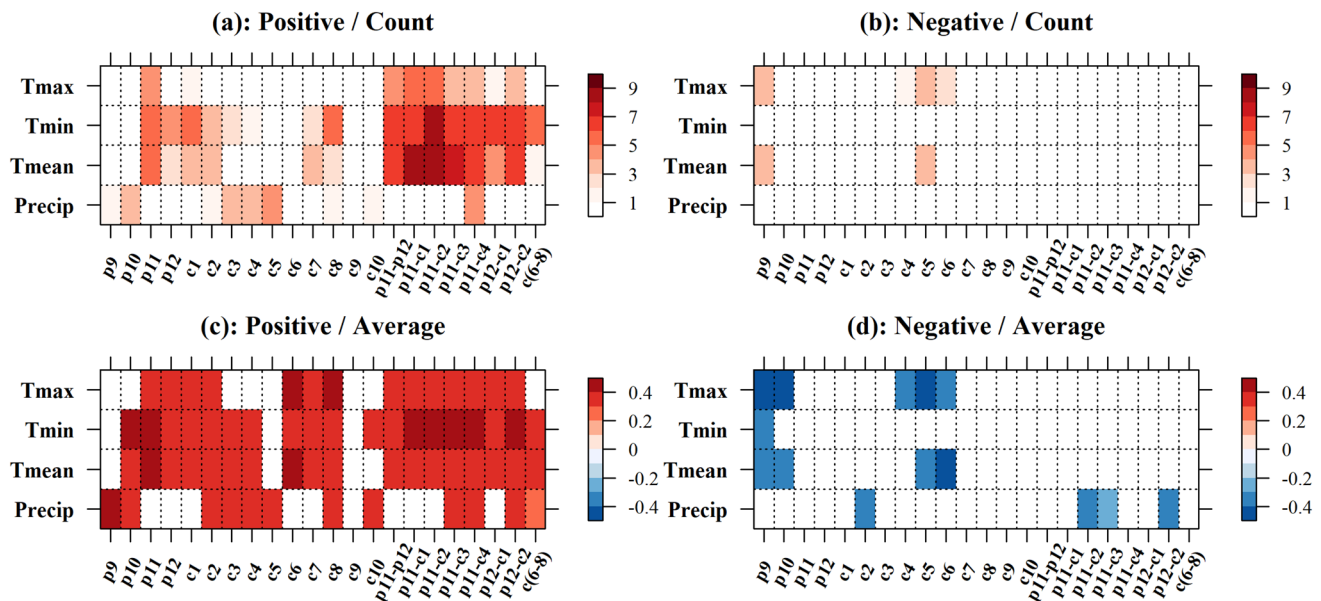 (a): Positive / Count
Tmax
Tmin
Tmean
Precip
9
7
5
3
1
p9 p10 p11 p12 c1 c2 c3 c4 c5 c6 c7 c8 c9 c10 p11-p12 p11-c1 p11-c2 p11-c3 p11-c4 p12-c1 p12-c2 c(6-8)
(b): Negative / Count
Tmax
Tmin
Tmean
Precip
9
7
5
3
1
p9 p10 p11 p12 c1 c2 c3 c4 c5 c6 c7 c8 c9 c10 p11-p12 p11-c1 p11-c2 p11-c3 p11-c4 p12-c1 p12-c2 c(6-8)
(c): Positive / Average
Tmax
Tmin
Tmean
Precip
0.4
0.2
0
-0.2
-0.4
p9 p10 p11 p12 c1 c2 c3 c4 c5 c6 c7 c8 c9 c10 p11-p12 p11-c1 p11-c2 p11-c3 p11-c4 p12-c1 p12-c2 c(6-8)
(d): Negative / Average
Tmax
Tmin
Tmean
Precip
0.4
0.2
0
-0.2
-0.4
p9 p10 p11 p12 c1 c2 c3 c4 c5 c6 c7 c8 c9 c10 p11-p12 p11-c1 p11-c2 p11-c3 p11-c4 p12-c1 p12-c2 c(6-8)